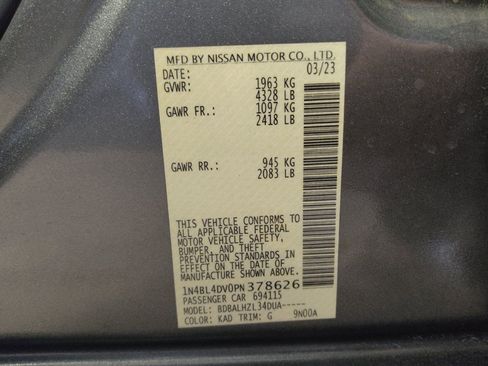 MFD BY NISSAN MOTOR CO., LTD.
DATE: 03/23
GVWR: 1963 KG
4328 LB
GAWR FR.: 1097 KG
2418 LB
GAWR RR.: 945 KG
2083 LB
THIS VEHICLE CONFORMS TO
ALL APPLICABLE FEDERAL
MOTOR VEHICLE SAFETY,
BUMPER, AND THEFT
PREVENTION STANDARDS IN
EFFECT ON THE DATE OF
MANUFACTURE SHOWN ABOVE.
1N4BL4DV0PN378626
PASSENGER CAR 694115
MODEL: BDBALHZL34DUA-----
COLOR: KAD TRIM: G 9N00A